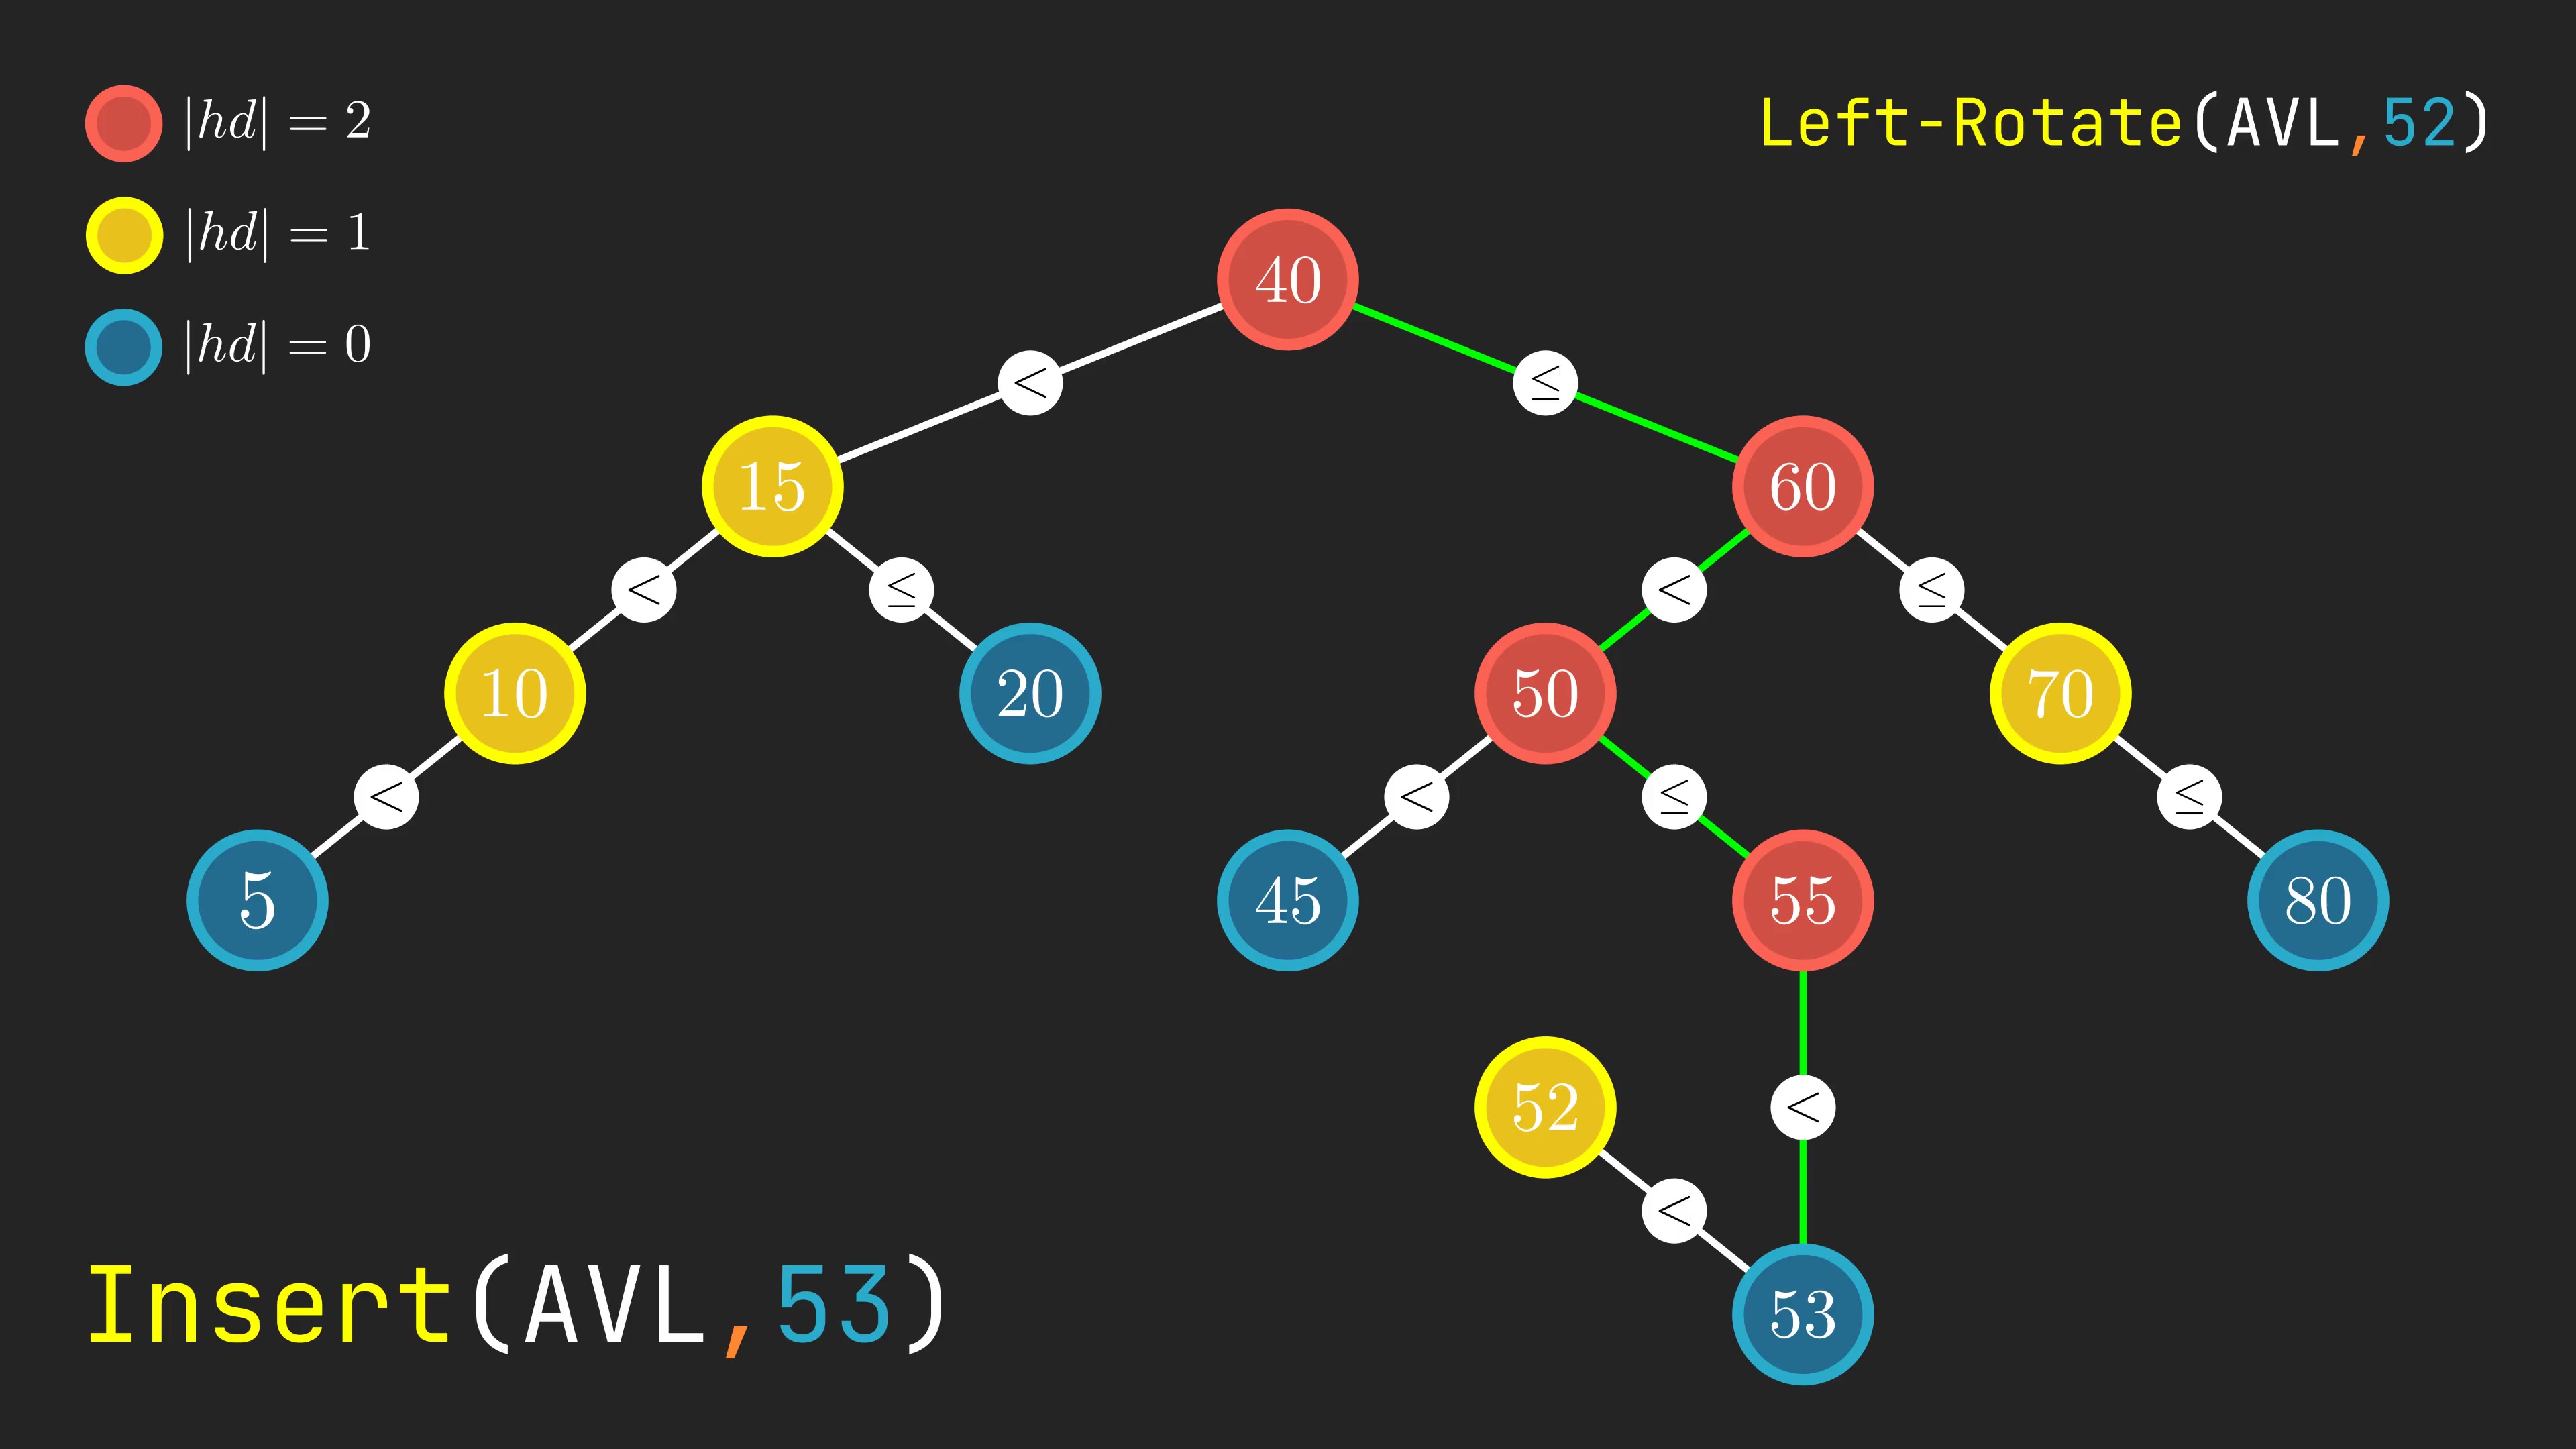 |hd| = 2
Left-Rotate(AVL,52)
|hd| = 1
|hd| = 0
40
< ≤
15 60
< ≤ < ≤
10 20 50 70
< < ≤ ≤
5 45 55 80
52 <
<
53
Insert(AVL,53)